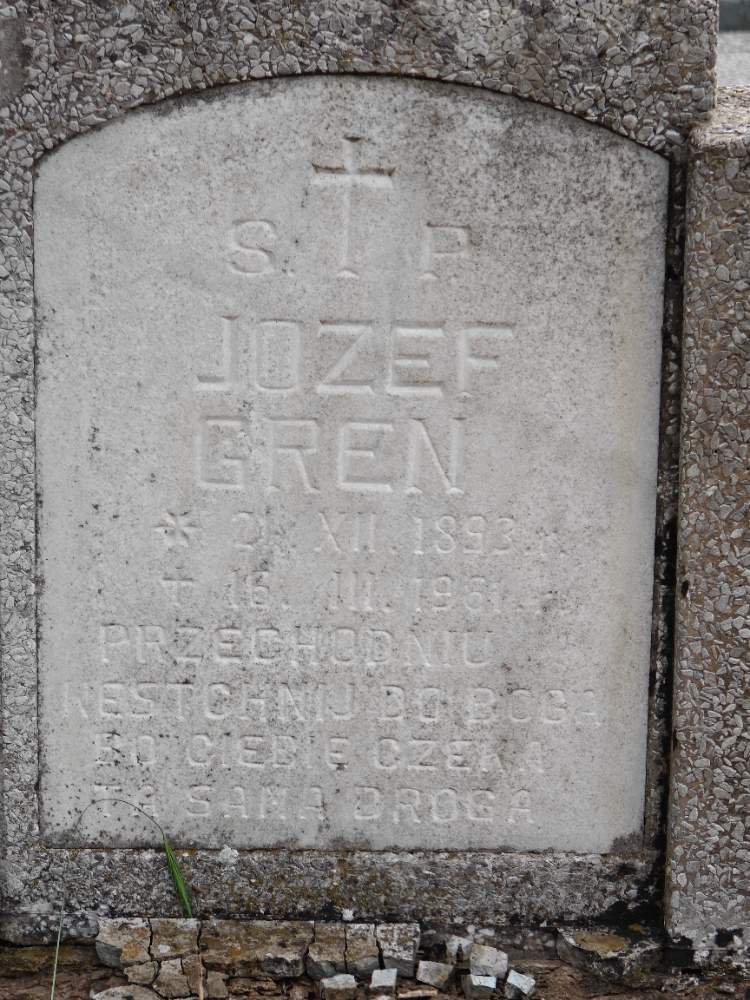 S. P
JOZEF
GREN
* 21. XII. 1893 r.
† 16. III. 1961 r.
PRZECHODNIU
WESTCHNIJ DO BOGA
BO CIEBIE CZEKA
TA SAMA DROGA